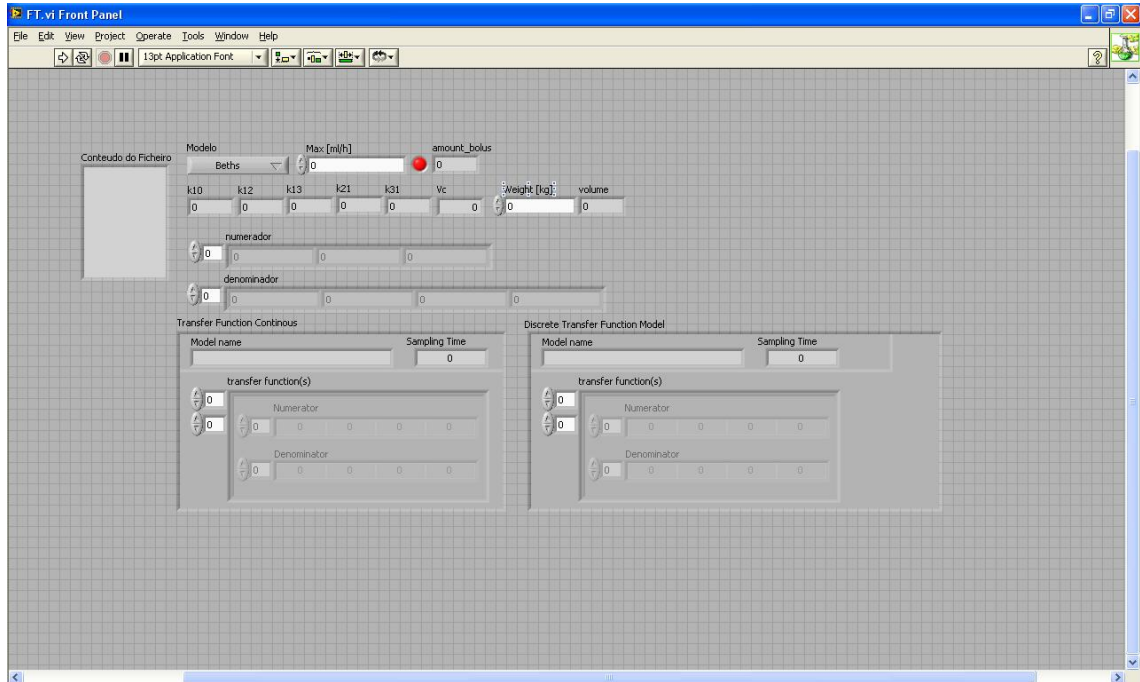 FT.vi Front Panel
File Edit View Project Operate Tools Window Help
13pt Application Font
?
Conteudo do Ficheiro
Modelo Max [ml/h] amount_bolus
Beths 0 0
k10 k12 k13 k21 k31 Vc Weight [kg] volume
0 0 0 0 0 0 0 0
numerador
0 0 0 0
denominador
0 0 0 0 0
Transfer Function Continous
Model name Sampling Time
0
transfer function(s)
0
0
Numerator
0 0 0 0 0
Denominator
0 0 0 0 0
Discrete Transfer Function Model
Model name Sampling Time
0
transfer function(s)
0
0
Numerator
0 0 0 0 0
Denominator
0 0 0 0 0